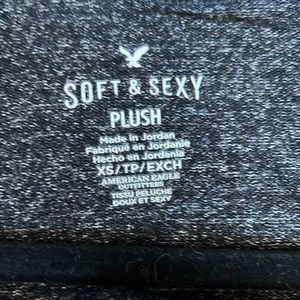 SOFT & SEXY
PLUSH
Made in Jordan
Fabriqué en Jordanie
Hecho en Jordania
XS/TP/EXCH
AMERICAN EAGLE
OUTFITTERS
TISSU PELUCHE
DOUX ET SEXY